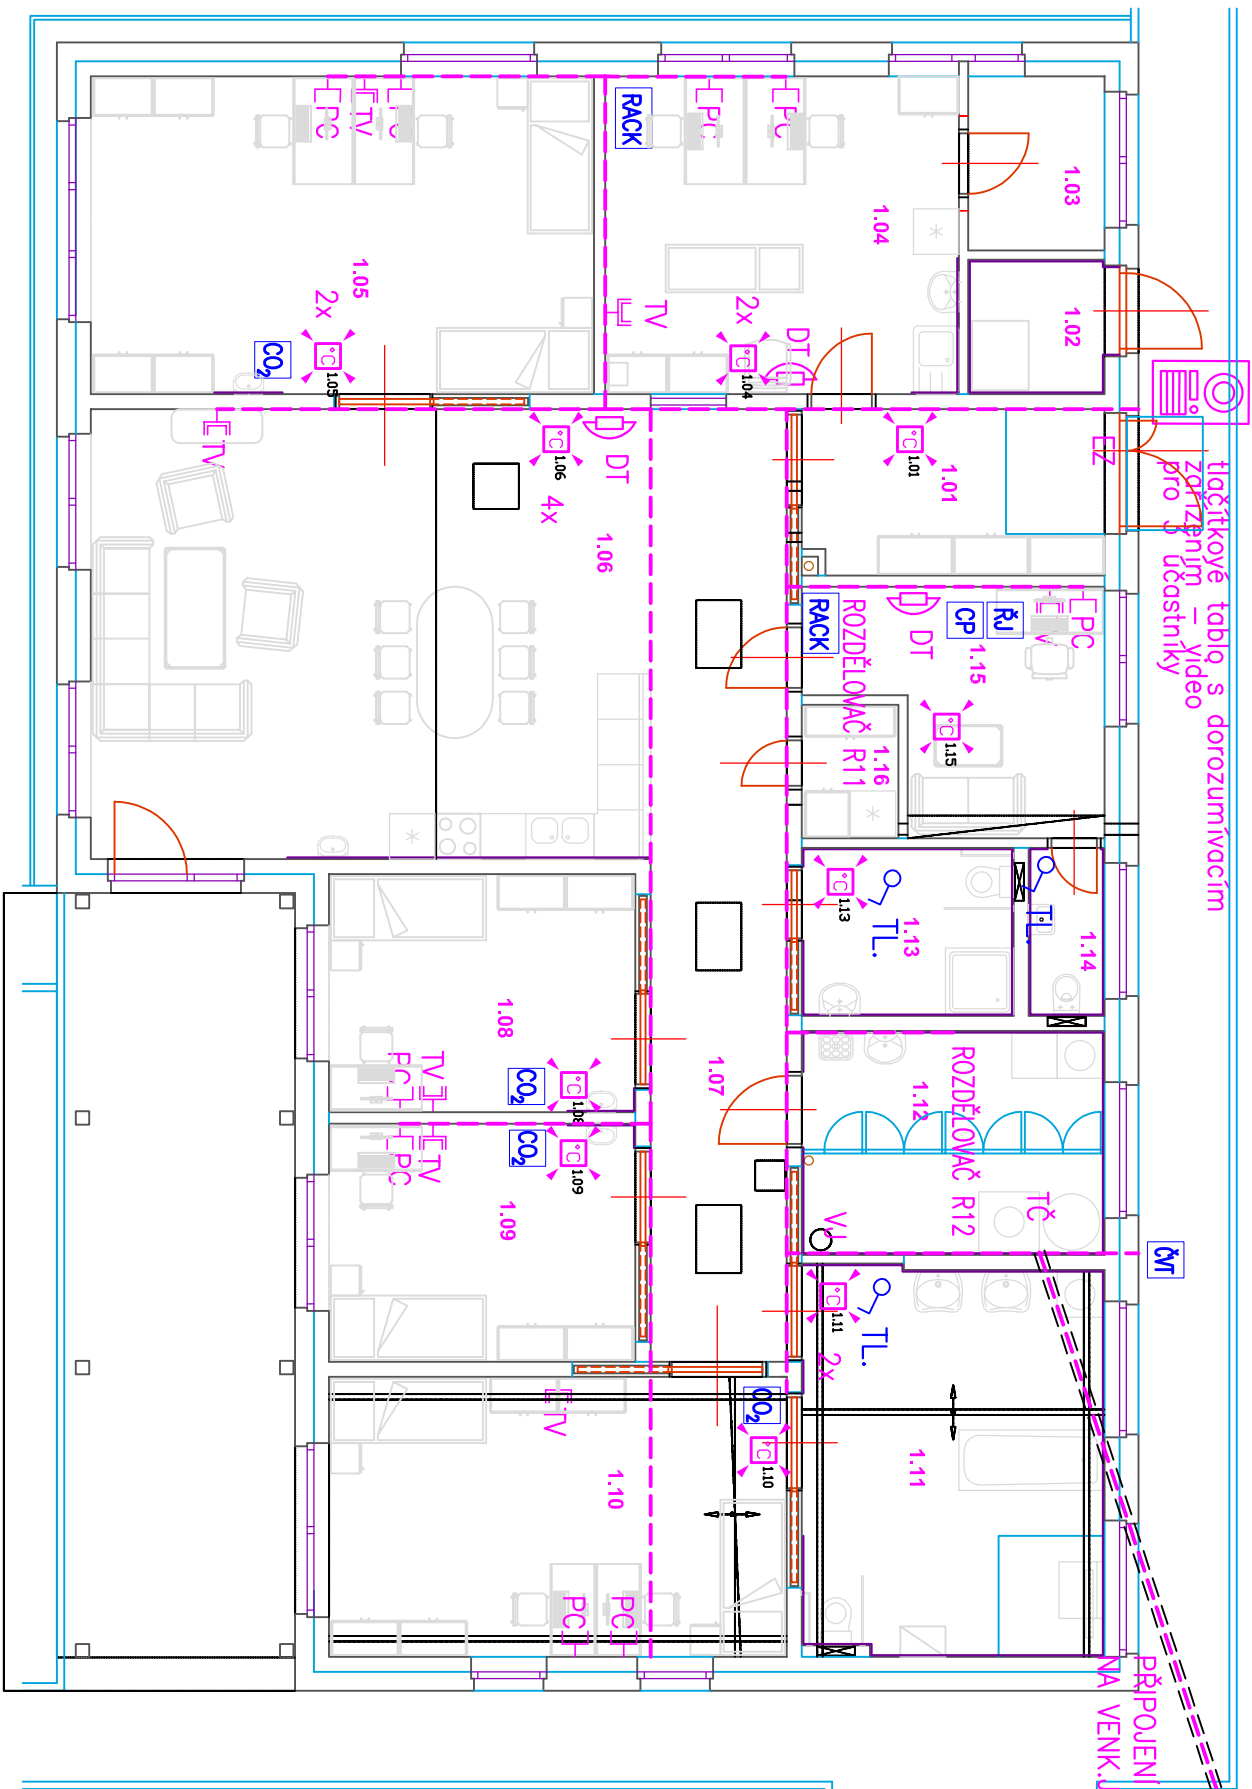 tlačítkové tablo s dorozumívacím
zařízením – video
pro 3 účastníky
1.03
1.02
EZ
PC
TV
PC
RACK
PC
PC
1.04
TV
2x
°C
1.04
DT
1.05
2x
°C
1.05
CO2
TV
°C
1.06
DT
4x
1.06
°C
1.01
1.01
RACK
ROZDĚLOVAČ R11
DT
CP
ŘJ
TV
PC
1.15
°C
1.15
1.16
°C
1.13
TL.
1.13
TL.
1.14
1.08
PC
TV
CO2
°C
1.08
1.07
ROZDĚLOVAČ R12
1.12
TČ
VJ
ČVT
CO2
°C
1.09
PC
TV
1.09
°C
1.11
TL.
2x
1.11
TV
CO2
°C
1.10
1.10
PC
PC
PŘIPOJENÍ
NA VENK.